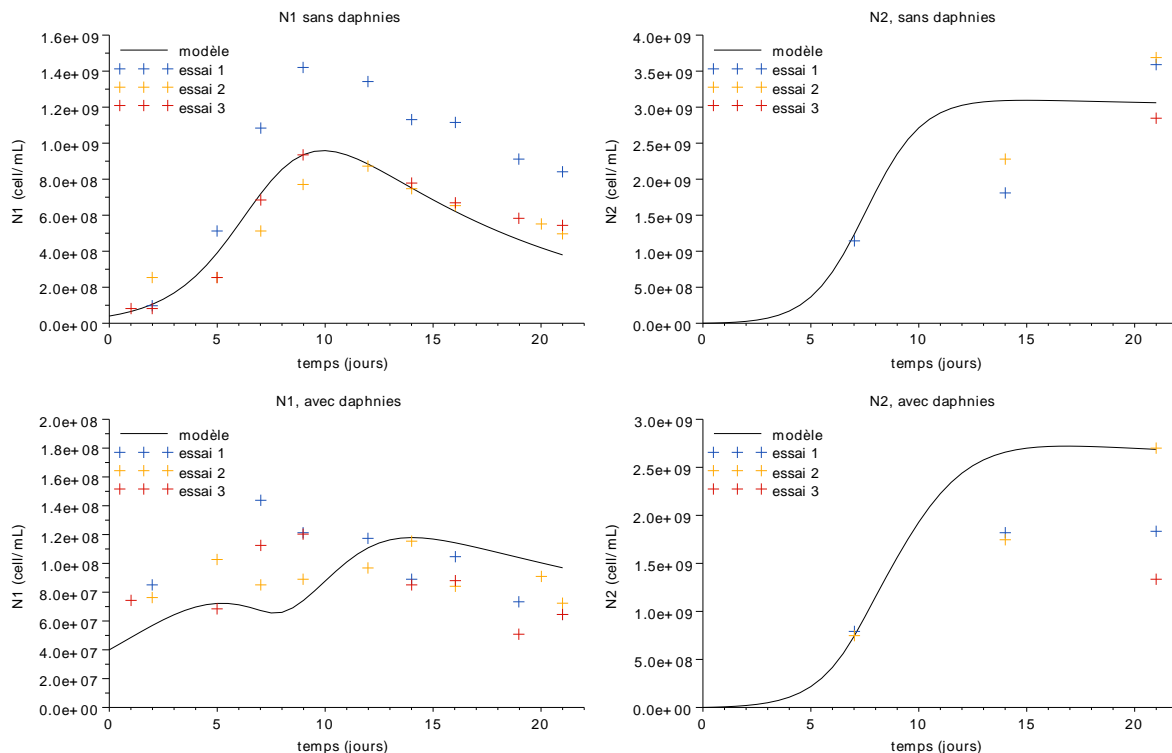 N1 sans daphnies
1.6e+ 09
1.4e+ 09
1.2e+ 09
1.0e+ 09
8.0e+ 08
6.0e+ 08
4.0e+ 08
2.0e+ 08
0.0e+ 00
N1 (cell/ mL)
modèle
essai 1
essai 2
essai 3
0 5 10 15 20
temps (jours)
N2, sans daphnies
4.0e+ 09
3.5e+ 09
3.0e+ 09
2.5e+ 09
2.0e+ 09
1.5e+ 09
1.0e+ 09
5.0e+ 08
0.0e+ 00
N2 (cell/ mL)
modèle
essai 1
essai 2
essai 3
0 5 10 15 20
temps (jours)
N1, avec daphnies
2.0e+ 08
1.8e+ 08
1.6e+ 08
1.4e+ 08
1.2e+ 08
1.0e+ 08
8.0e+ 07
6.0e+ 07
4.0e+ 07
2.0e+ 07
0.0e+ 00
N1 (cell/ mL)
modèle
essai 1
essai 2
essai 3
0 5 10 15 20
temps (jours)
N2, avec daphnies
3.0e+ 09
2.5e+ 09
2.0e+ 09
1.5e+ 09
1.0e+ 09
5.0e+ 08
0.0e+ 00
N2 (cell/ mL)
modèle
essai 1
essai 2
essai 3
0 5 10 15 20
temps (jours)